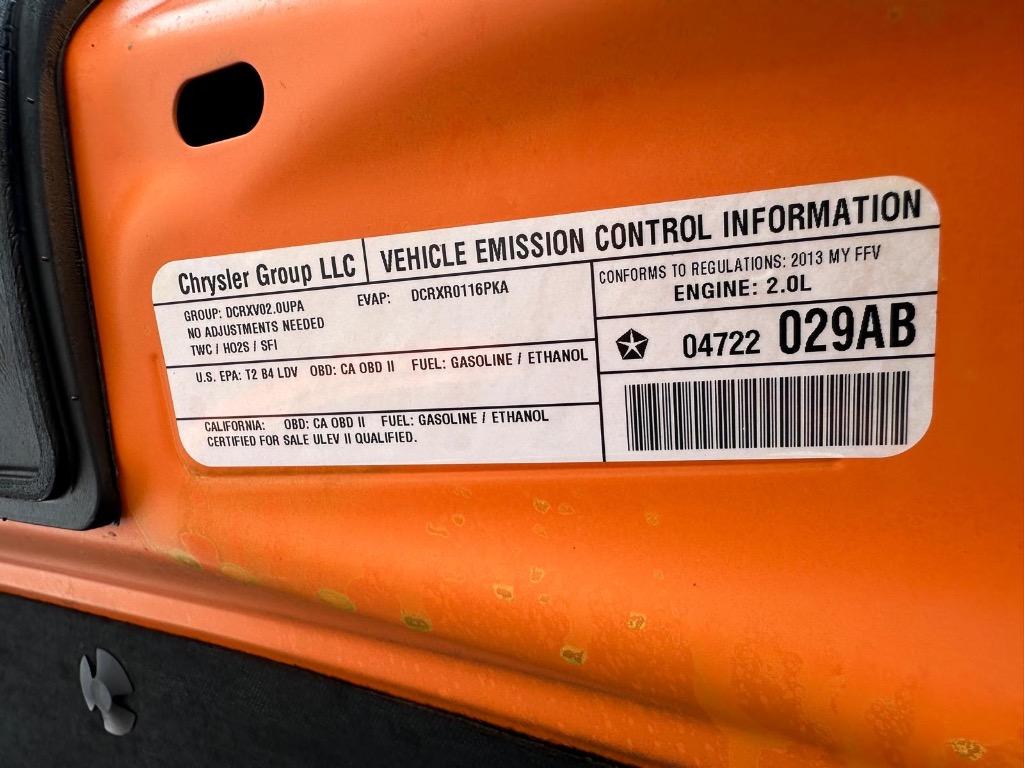 Chrysler Group LLC
VEHICLE EMISSION CONTROL INFORMATION
GROUP: DCRXV02.0UPA EVAP: DCRXR0116PKA
NO ADJUSTMENTS NEEDED
TWC / HO2S / SFI
CONFORMS TO REGULATIONS: 2013 MY FFV
ENGINE: 2.0L
04722 029AB
U.S. EPA: T2 B4 LDV OBD: CA OBD II FUEL: GASOLINE / ETHANOL
CALIFORNIA: OBD: CA OBD II FUEL: GASOLINE / ETHANOL
CERTIFIED FOR SALE ULEV II QUALIFIED.